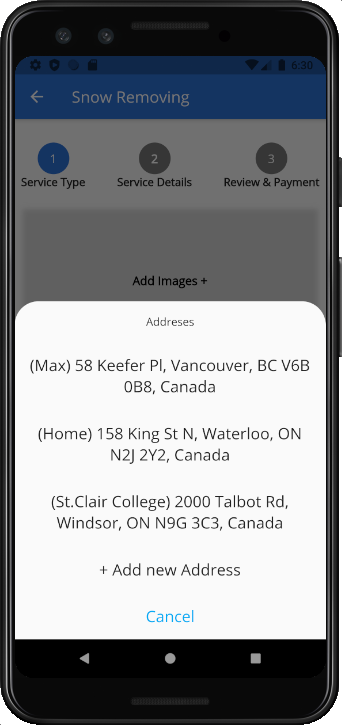 6:30
Snow Removing
1 2 3
Service Type Service Details Review & Payment
Add Images +
Addreses
(Max) 58 Keefer Pl, Vancouver, BC V6B
0B8, Canada
(Home) 158 King St N, Waterloo, ON
N2J 2Y2, Canada
(St.Clair College) 2000 Talbot Rd,
Windsor, ON N9G 3C3, Canada
+ Add new Address
Cancel